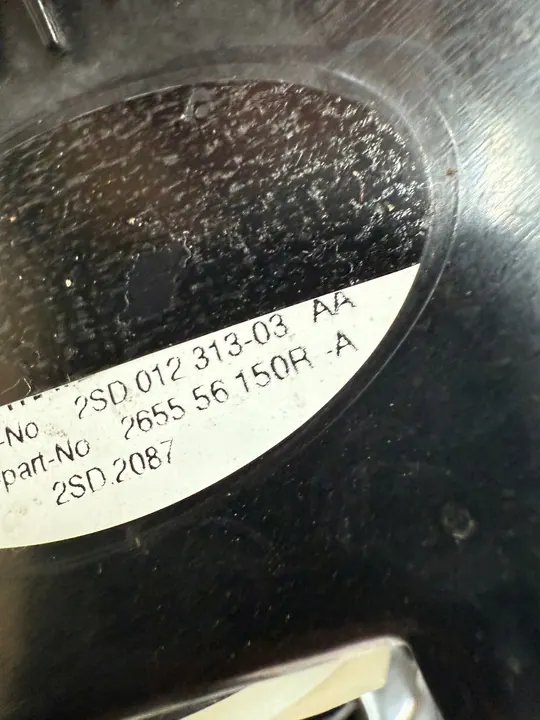 -No 2SD 012 313-03 AA
part-No 2655 56 150R -A
2SD.2087